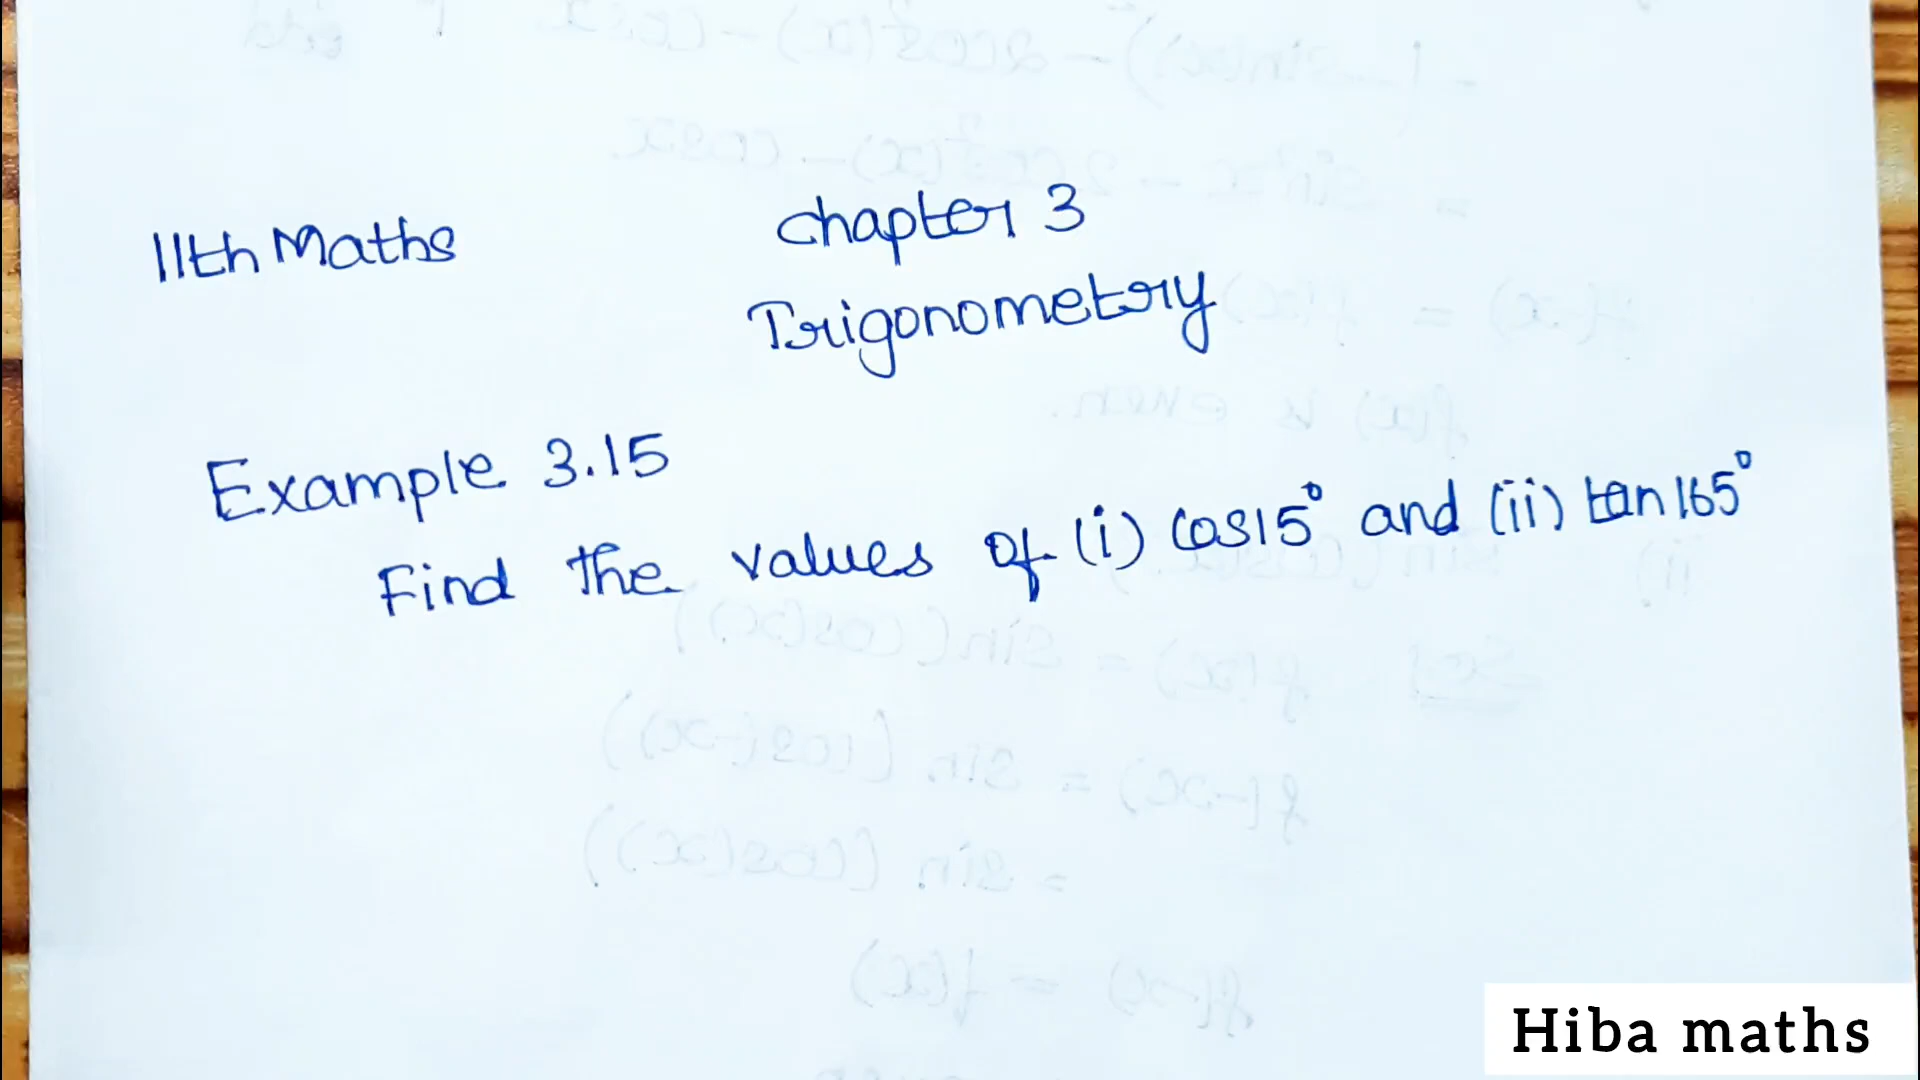 11th Maths
Chapter 3
Trigonometry
Example 3.15
Find the values of (i) cos15° and (ii) tan165°
Hiba maths